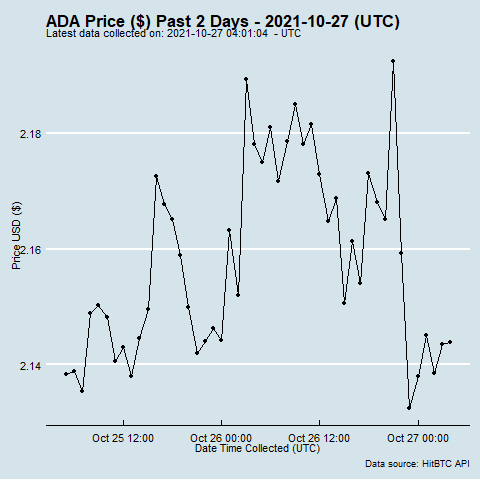 ADA Price ($) Past 2 Days - 2021-10-27 (UTC)
Latest data collected on: 2021-10-27 04:01:04 - UTC
2.18
2.16
2.14
Price USD ($)
Oct 25 12:00
Oct 26 00:00
Oct 26 12:00
Oct 27 00:00
Date Time Collected (UTC)
Data source: HitBTC API